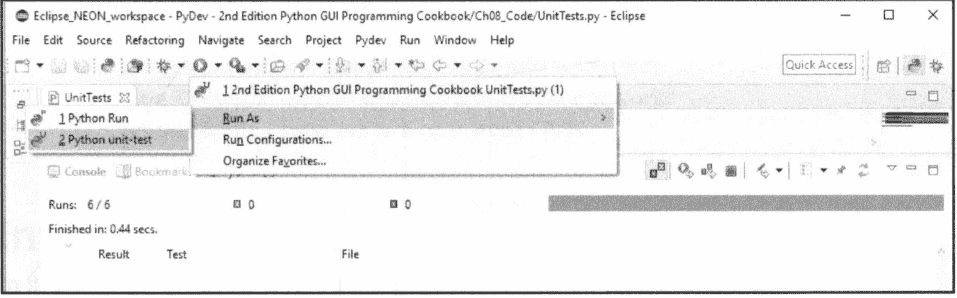 Eclipse_NEON_workspace - PyDev - 2nd Edition Python GUI Programming Cookbook/Ch08_Code/UnitTests.py - Eclipse
File Edit Source Refactoring Navigate Search Project Pydev Run Window Help
Quick Access
UnitTests
1 2nd Edition Python GUI Programming Cookbook UnitTests.py (1)
1 Python Run
Run As
2 Python unit-test
Run Configurations...
Organize Favorites...
Console Bookmark
Runs: 6 / 6 0 0
Finished in: 0.44 secs.
Result Test File